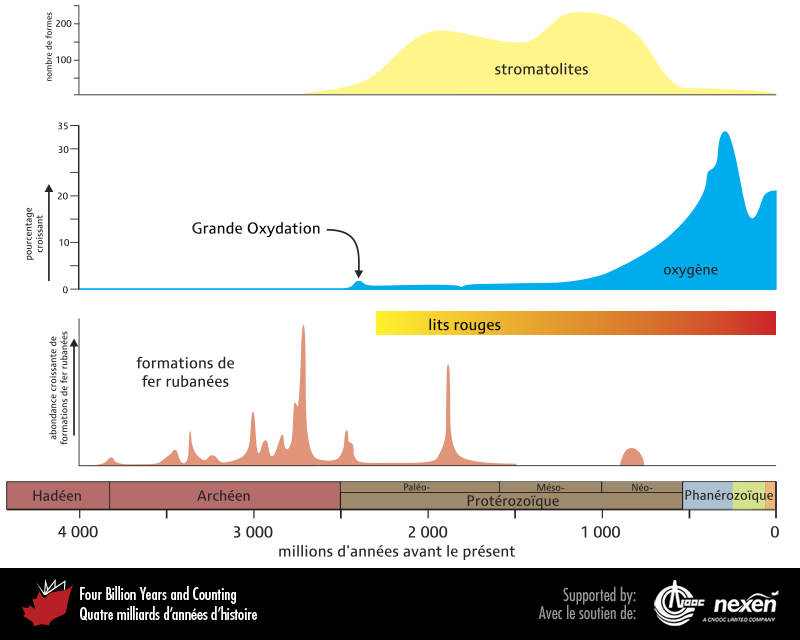 nombre de formes
200
100
stromatolites
35
30
20
10
0
pourcentage
croissant
Grande Oxydation
oxygène
lits rouges
abondance croissante de
formations de fer rubanées
formations de
fer rubanées
Hadéen
Archéen
Paléo-
Méso-
Néo-
Protérozoïque
Phanérozoïque
4 000
3 000
2 000
1 000
0
millions d'années avant le présent
Four Billion Years and Counting
Quatre milliards d'années d'histoire
Supported by:
Avec le soutien de:
CNOOC
nexen
A CNOOC LIMITED COMPANY